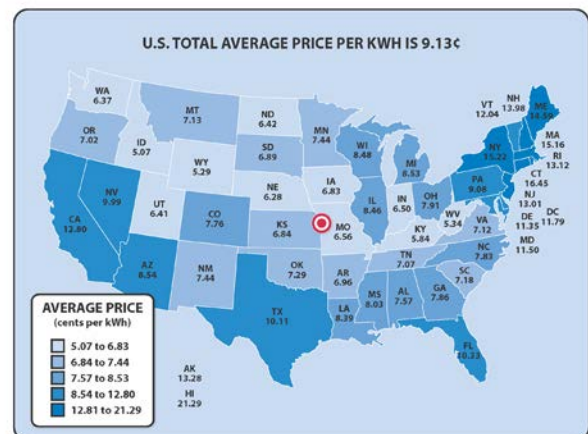 U.S. TOTAL AVERAGE PRICE PER KWH IS 9.13¢
WA
6.37
MT
7.13
ND
6.42
MN
7.44
VT
12.04
NH
13.98
ME
14.59
OR
7.02
ID
5.07
SD
6.89
WI
8.48
MI
8.53
NY
15.22
MA
15.16
RI
13.12
WY
5.29
IA
6.83
CT
16.45
NE
6.28
PA
9.08
NJ
13.01
NV
9.99
UT
6.41
IL
8.46
IN
6.50
OH
7.91
DE
11.35
DC
11.79
CA
12.80
CO
7.76
KS
6.84
MO
6.56
KY
5.84
WV
5.34
VA
7.12
MD
11.50
AZ
8.54
NM
7.44
OK
7.29
AR
6.96
TN
7.07
NC
7.83
SC
7.18
TX
10.11
LA
8.39
MS
8.03
AL
7.57
GA
7.86
FL
10.33
AK
13.28
HI
21.29
AVERAGE PRICE
(cents per kWh)
5.07 to 6.83
6.84 to 7.44
7.57 to 8.53
8.54 to 12.80
12.81 to 21.29